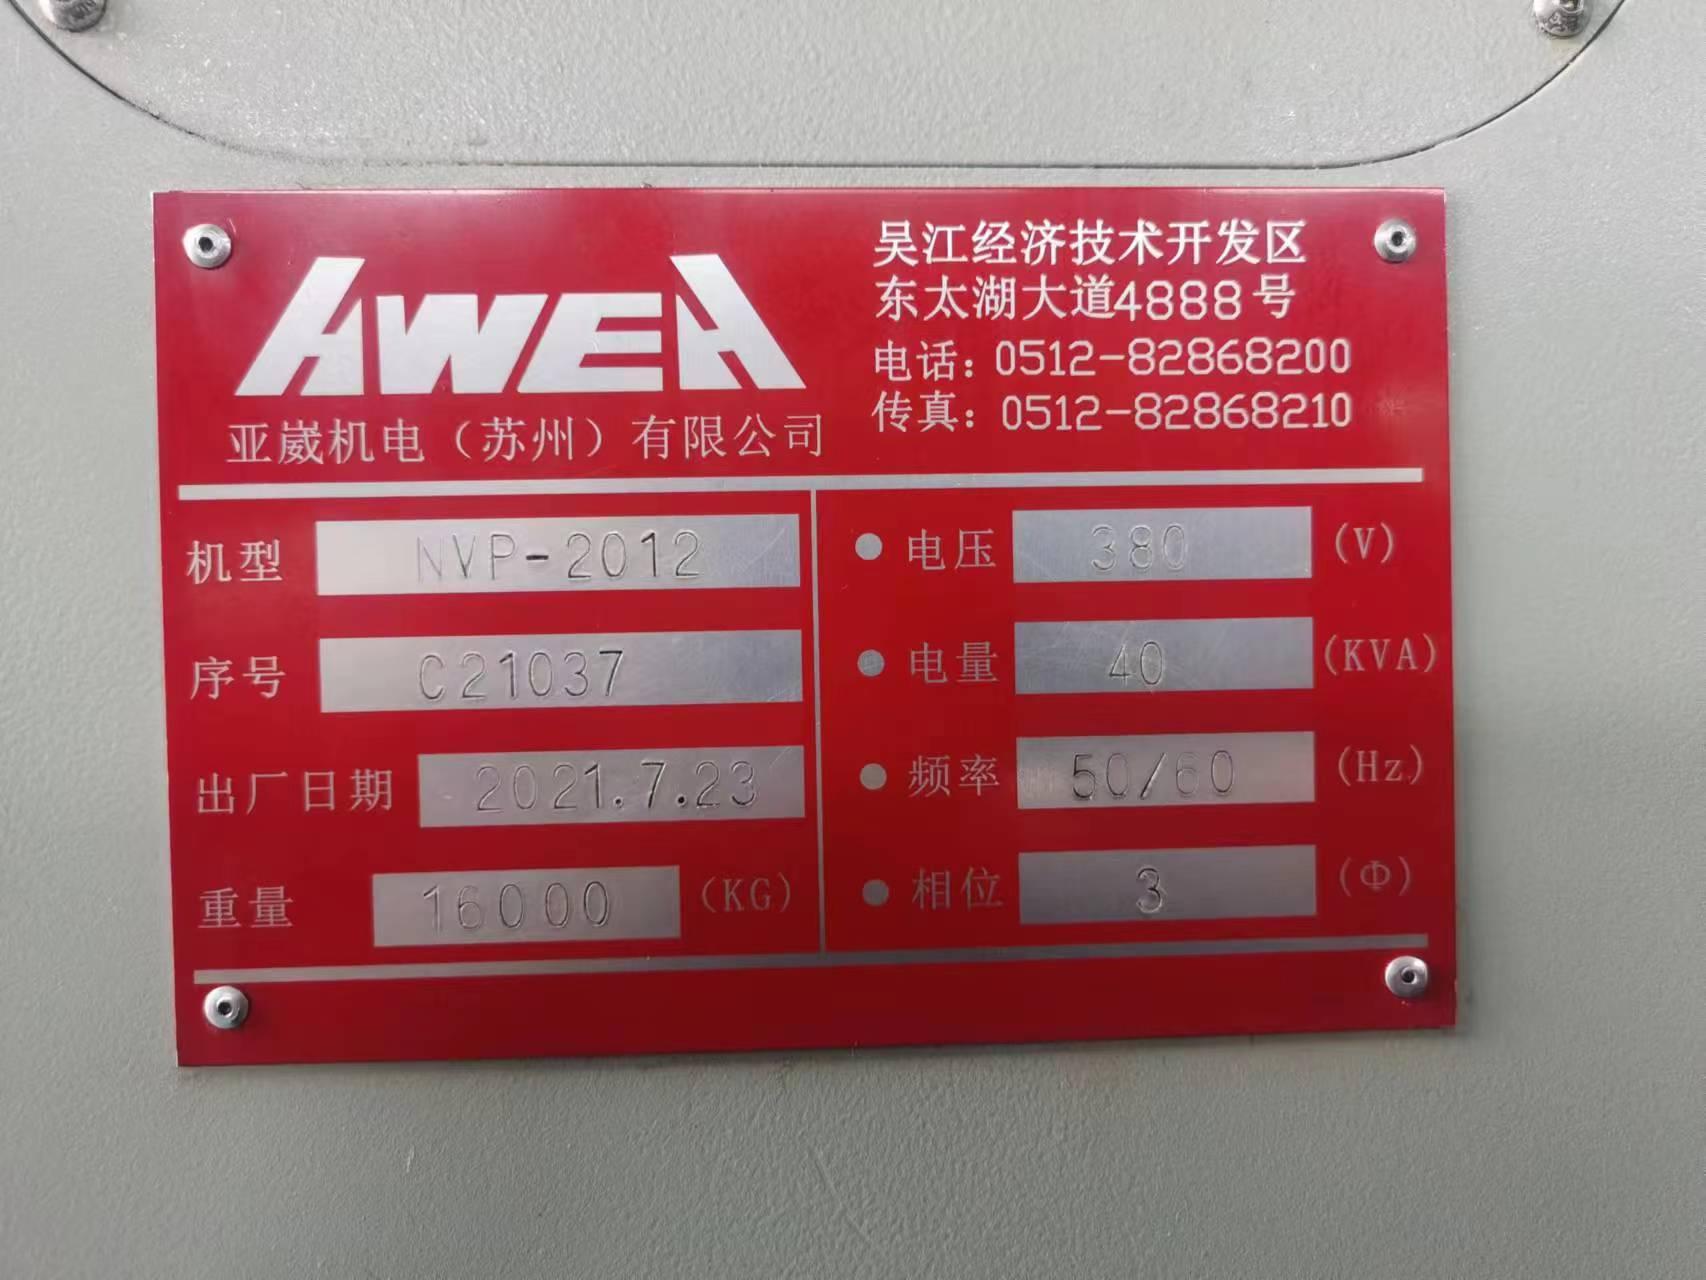 AWEA
亚崴机电（苏州）有限公司
吴江经济技术开发区
东太湖大道4888号
电话：0512-82868200
传真：0512-82868210
机型 NVP-2012
序号 C21037
出厂日期 2021.7.23
重量 16000 (KG)
电压 380 (V)
电量 40 (KVA)
频率 50/60 (Hz)
相位 3 (Φ)